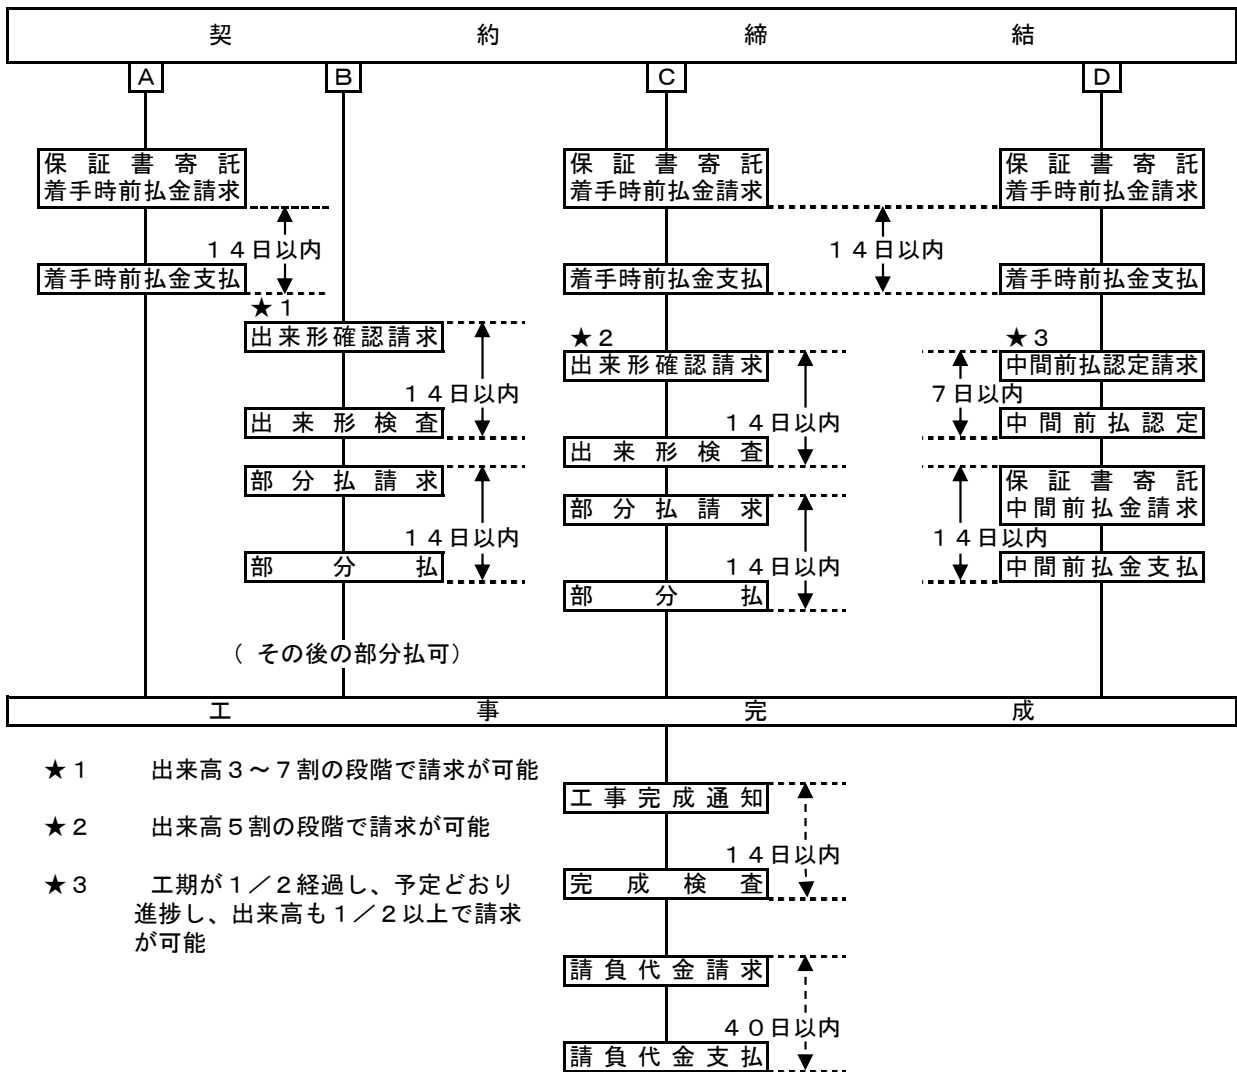 契約締結
A
B
C
D
保証書寄託
着手時前払金請求
１４日以内
着手時前払金支払
★１
出来形確認請求
１４日以内
出来形検査
部分払請求
１４日以内
部分払
（ その後の部分払可）
保証書寄託
着手時前払金請求
１４日以内
着手時前払金支払
★２
出来形確認請求
１４日以内
出来形検査
部分払請求
１４日以内
部分払
保証書寄託
着手時前払金請求
着手時前払金支払
★３
中間前払認定請求
７日以内
中間前払認定
保証書寄託
中間前払金請求
１４日以内
中間前払金支払
工事完成
★１ 出来高３～７割の段階で請求が可能
★２ 出来高５割の段階で請求が可能
★３ 工期が１／２経過し、予定どおり
進捗し、出来高も１／２以上で請求
が可能
工事完成通知
１４日以内
完成検査
請負代金請求
４０日以内
請負代金支払